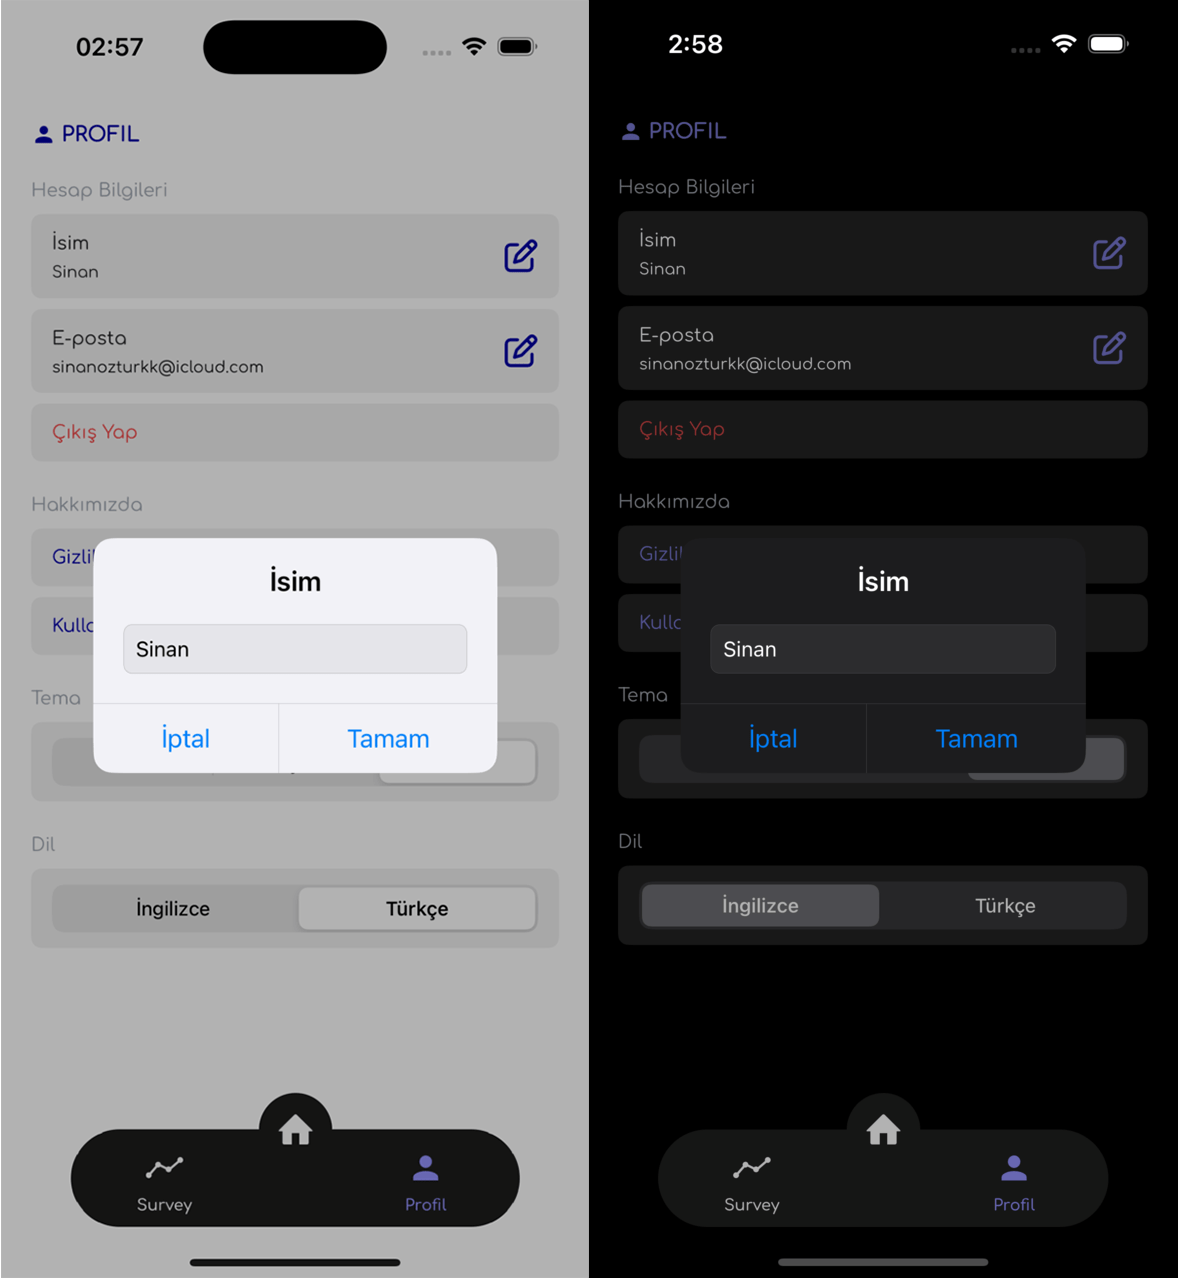 02:57
PROFIL
Hesap Bilgileri
İsim
Sinan
E-posta
sinanozturkk@icloud.com
Çıkış Yap
Hakkımızda
Gizli
Kulla
İsim
Sinan
İptal
Tamam
Tema
Dil
İngilizce
Türkçe
Survey
Profil
2:58
PROFIL
Hesap Bilgileri
İsim
Sinan
E-posta
sinanozturkk@icloud.com
Çıkış Yap
Hakkımızda
Gizli
Kulla
İsim
Sinan
İptal
Tamam
Tema
Dil
İngilizce
Türkçe
Survey
Profil